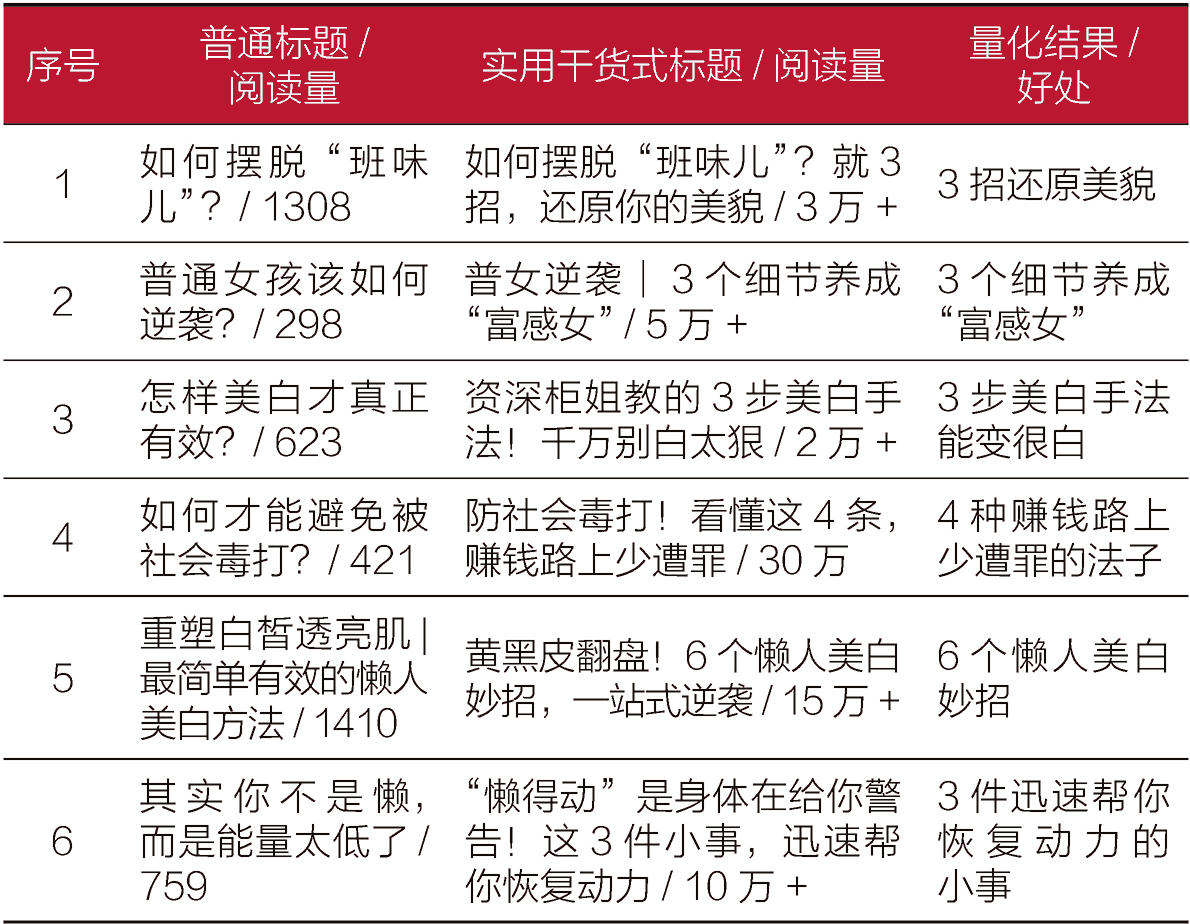 序号
普通标题 /
阅读量
实用干货式标题 / 阅读量
量化结果 /
好处
1
如何摆脱“班味
儿”？/ 1308
如何摆脱“班味儿”？就 3
招，还原你的美貌 / 3 万 +
3 招还原美貌
2
普通女孩该如何
逆袭？/ 298
普女逆袭｜ 3 个细节养成
“富感女”/ 5 万 +
3 个细节养成
“富感女”
3
怎样美白才真正
有效？/ 623
资深柜姐教的 3 步美白手
法！千万别白太狠 / 2 万 +
3 步美白手法
能变很白
4
如何才能避免被
社会毒打？/ 421
防社会毒打！看懂这 4 条，
赚钱路上少遭罪 / 30 万
4 种赚钱路上
少遭罪的法子
5
重塑白皙透亮肌 |
最简单有效的懒人
美白方法 / 1410
黄黑皮翻盘！6 个懒人美白
妙招，一站式逆袭 / 15 万 +
6 个懒人美白
妙招
6
其实你不是懒，
而是能量太低了 /
759
“懒得动”是身体在给你警
告！这 3 件小事，迅速帮
你恢复动力 / 10 万 +
3 件迅速帮你
恢复动力的
小事